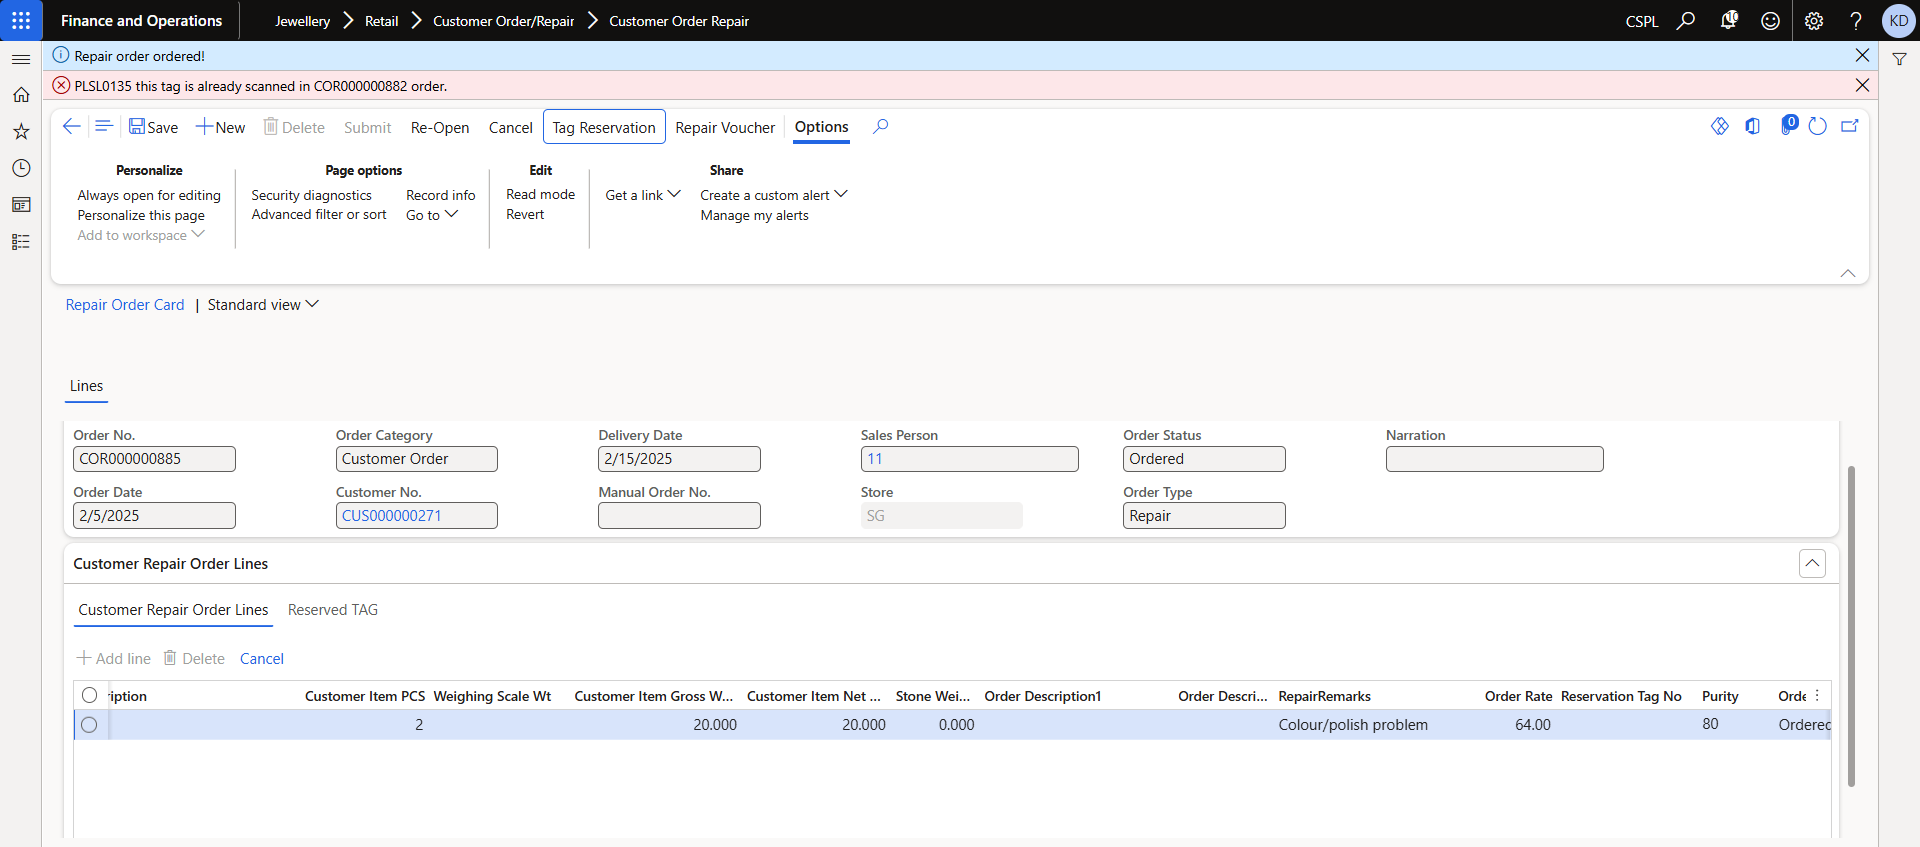 Finance and Operations
Jewellery > Retail > Customer Order/Repair > Customer Order Repair
CSPL
10
KD
Repair order ordered!
PLSL0135 this tag is already scanned in COR000000882 order.
Save New Delete Submit Re-Open Cancel Tag Reservation Repair Voucher Options
0
Personalize
Always open for editing
Personalize this page
Add to workspace
Page options
Security diagnostics
Advanced filter or sort
Record info
Go to
Edit
Read mode
Revert
Share
Get a link
Create a custom alert
Manage my alerts
Repair Order Card | Standard view
Lines
Order No. Order Category Delivery Date Sales Person Order Status Narration
COR000000885 Customer Order 2/15/2025 11 Ordered
Order Date Customer No. Manual Order No. Store Order Type
2/5/2025 CUS000000271 SG Repair
Customer Repair Order Lines
Customer Repair Order Lines Reserved TAG
Add line Delete Cancel
ription Customer Item PCS Weighing Scale Wt Customer Item Gross W... Customer Item Net ... Stone Wei... Order Description1 Order Descri... RepairRemarks Order Rate Reservation Tag No Purity Orde
2 20.000 20.000 0.000 Colour/polish problem 64.00 80 Ordered